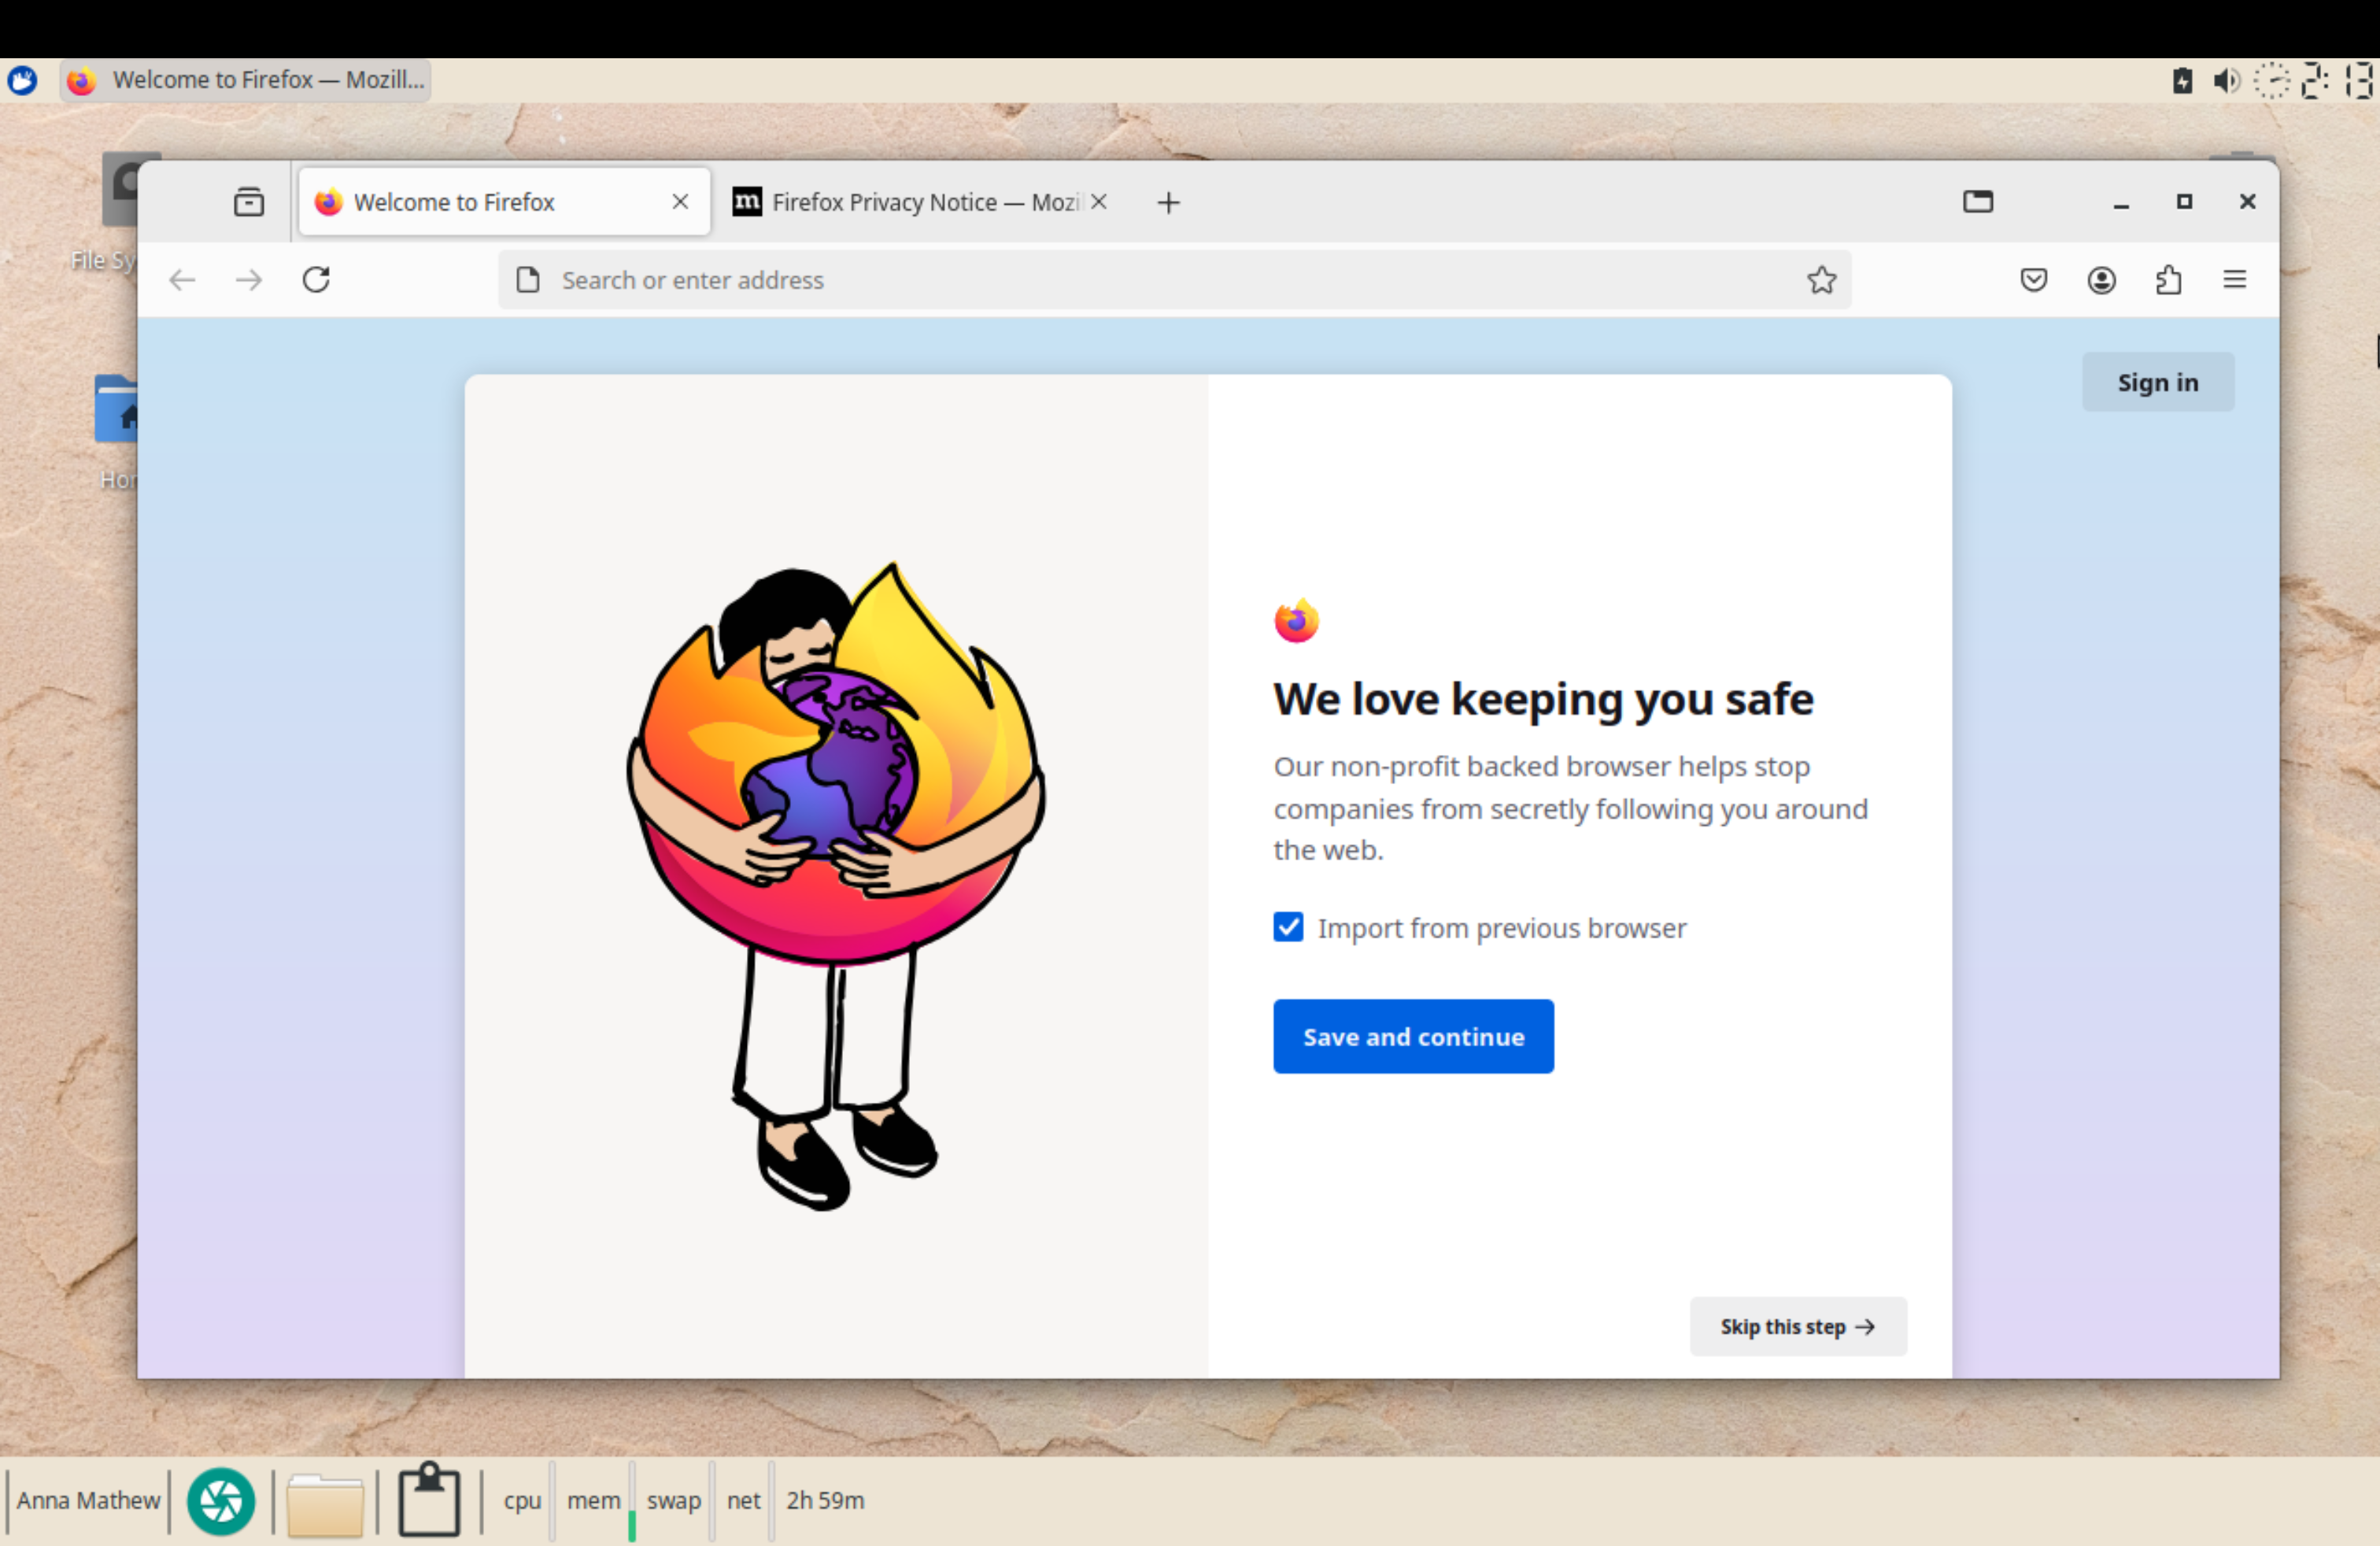 Welcome to Firefox — Mozill...
2:13
File Sy
Welcome to Firefox
Firefox Privacy Notice — Mozi
Search or enter address
Sign in
Hor
We love keeping you safe
Our non-profit backed browser helps stop
companies from secretly following you around
the web.
Import from previous browser
Save and continue
Skip this step →
Anna Mathew
cpu
mem
swap
net
2h 59m